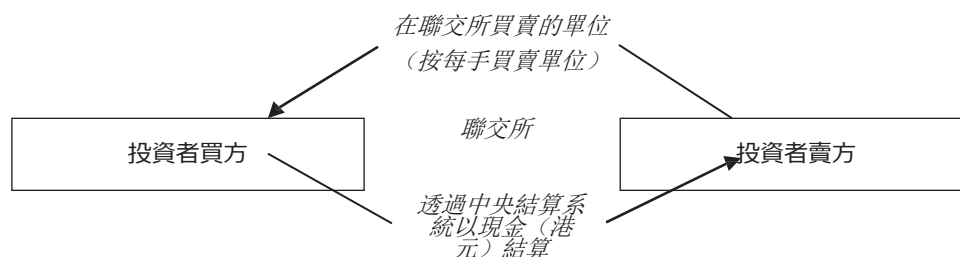 在聯交所買賣的單位
（按每手買賣單位）
聯交所
投資者買方
投資者賣方
透過中央結算系
統以現金（港
元）結算